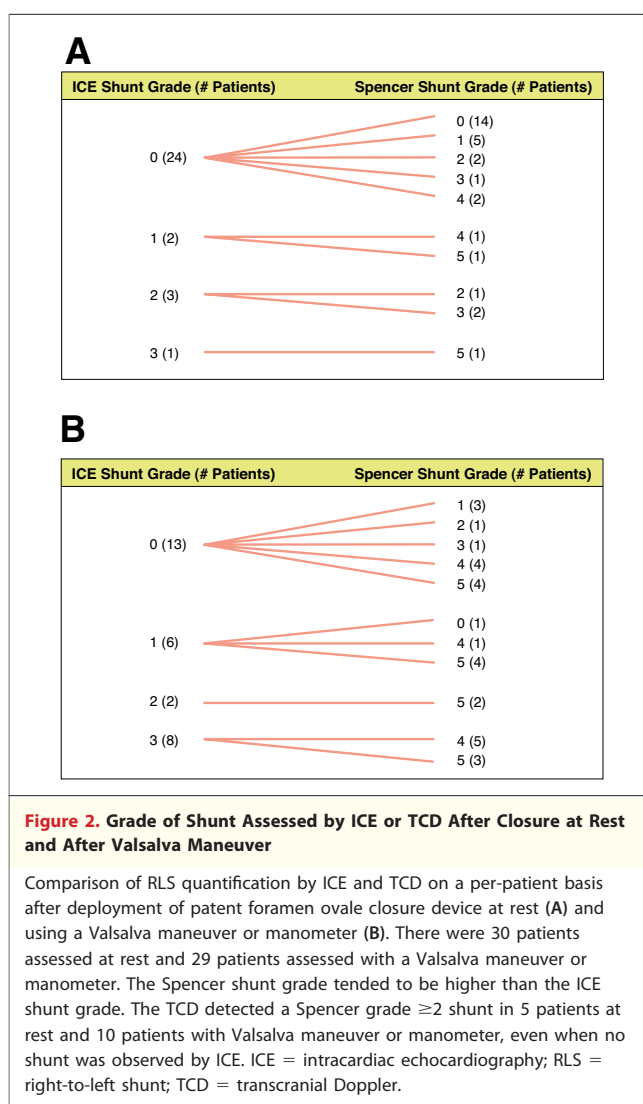 A
ICE Shunt Grade (# Patients) Spencer Shunt Grade (# Patients)
0 (14)
1 (5)
0 (24) 2 (2)
3 (1)
4 (2)
1 (2) 4 (1)
5 (1)
2 (3) 2 (1)
3 (2)
3 (1) 5 (1)
B
ICE Shunt Grade (# Patients) Spencer Shunt Grade (# Patients)
1 (3)
2 (1)
0 (13) 3 (1)
4 (4)
5 (4)
0 (1)
1 (6) 4 (1)
5 (4)
2 (2) 5 (2)
3 (8) 4 (5)
5 (3)
Figure 2. Grade of Shunt Assessed by ICE or TCD After Closure at Rest
and After Valsalva Maneuver
Comparison of RLS quantification by ICE and TCD on a per-patient basis
after deployment of patent foramen ovale closure device at rest (A) and
using a Valsalva maneuver or manometer (B). There were 30 patients
assessed at rest and 29 patients assessed with a Valsalva maneuver or
manometer. The Spencer shunt grade tended to be higher than the ICE
shunt grade. The TCD detected a Spencer grade ≥2 shunt in 5 patients at
rest and 10 patients with Valsalva maneuver or manometer, even when no
shunt was observed by ICE. ICE = intracardiac echocardiography; RLS =
right-to-left shunt; TCD = transcranial Doppler.